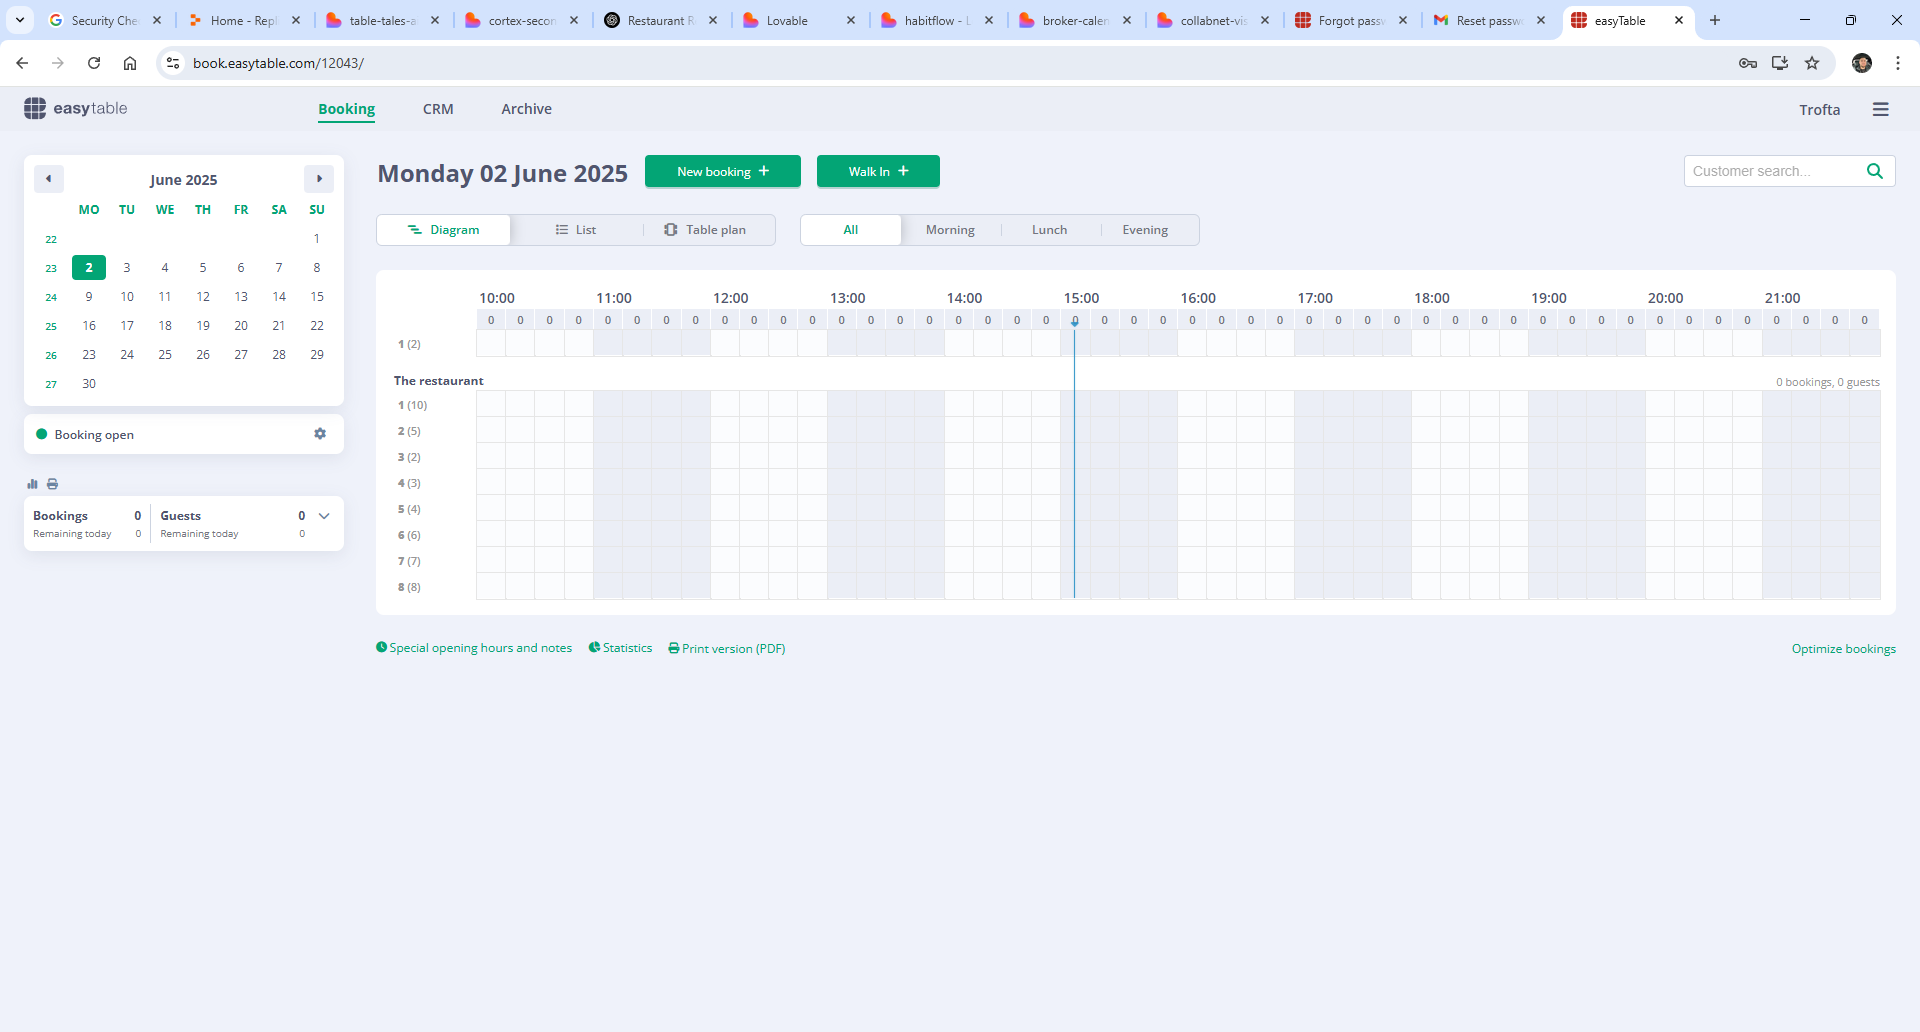 Security Che
Home - Repl
table-tales-a
cortex-secon
Restaurant R
Lovable
habitflow - L
broker-calen
collabnet-vis
Forgot passw
Reset passw
easyTable
book.easytable.com/12043/
easytable
Booking
CRM
Archive
Trofta
June 2025
MO TU WE TH FR SA SU
22 1
23 2 3 4 5 6 7 8
24 9 10 11 12 13 14 15
25 16 17 18 19 20 21 22
26 23 24 25 26 27 28 29
27 30
Booking open
Bookings 0 Guests 0
Remaining today 0 Remaining today 0
Monday 02 June 2025
New booking +
Walk In +
Customer search...
Diagram List Table plan
All Morning Lunch Evening
10:00 11:00 12:00 13:00 14:00 15:00 16:00 17:00 18:00 19:00 20:00 21:00
0 0 0 0 0 0 0 0 0 0 0 0 0 0 0 0 0 0 0 0 0 0 0 0 0 0 0 0 0 0 0 0 0 0 0 0 0 0 0 0 0 0 0 0 0 0 0 0
1 (2)
The restaurant
0 bookings, 0 guests
1 (10)
2 (5)
3 (2)
4 (3)
5 (4)
6 (6)
7 (7)
8 (8)
Special opening hours and notes
Statistics
Print version (PDF)
Optimize bookings